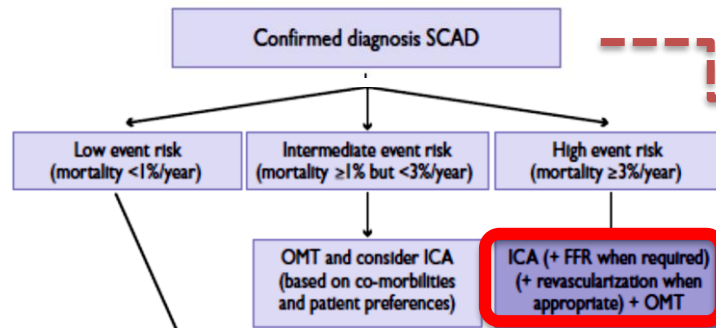 Confirmed diagnosis SCAD
Low event risk
(mortality <1%/year)
Intermediate event risk
(mortality ≥1% but <3%/year)
High event risk
(mortality ≥3%/year)
OMT and consider ICA
(based on co-morbilities
and patient preferences)
ICA (+ FFR when required)
(+ revascularization when
appropriate) + OMT